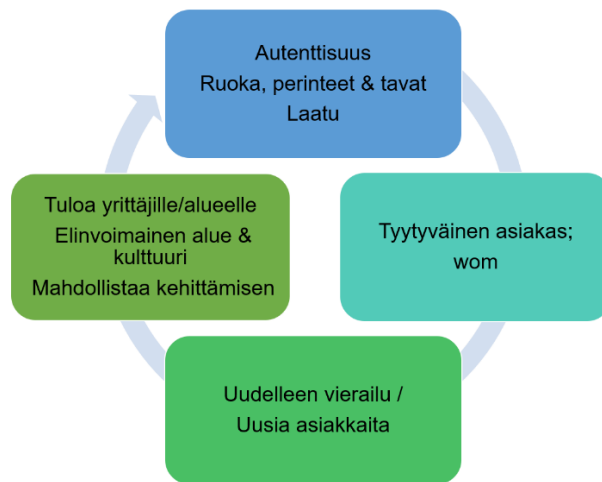 Autenttisuus
Ruoka, perinteet & tavat
Laatu
Tyytyväinen asiakas;
wom
Uudelleen vierailu /
Uusia asiakkaita
Tuloa yrittäjille/alueelle
Elinvoimainen alue &
kulttuuri
Mahdollistaa kehittämisen